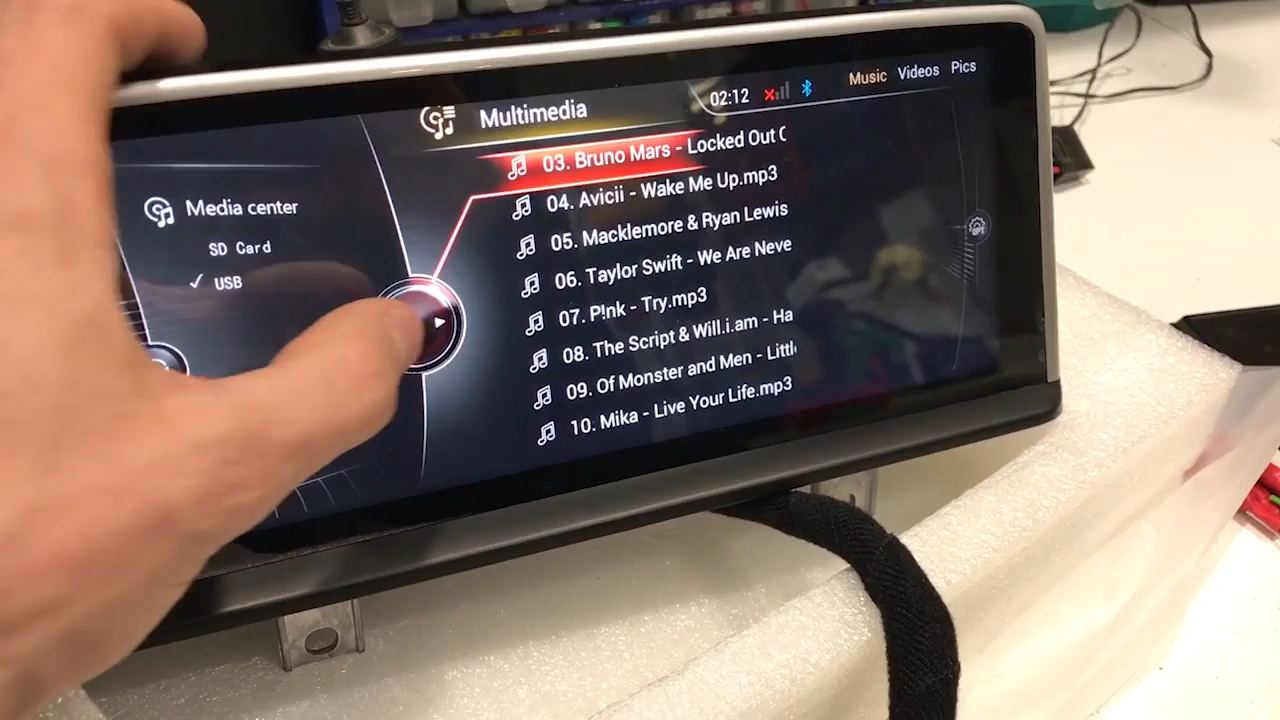 Multimedia
02:12
Music Videos Pics
Media center
SD Card
✓ USB
03. Bruno Mars - Locked Out
04. Avicii - Wake Me Up.mp3
05. Macklemore & Ryan Lewis
06. Taylor Swift - We Are Neve
07. P!nk - Try.mp3
08. The Script & Will.i.am - Ha
09. Of Monster and Men - Littl
10. Mika - Live Your Life.mp3
OPT